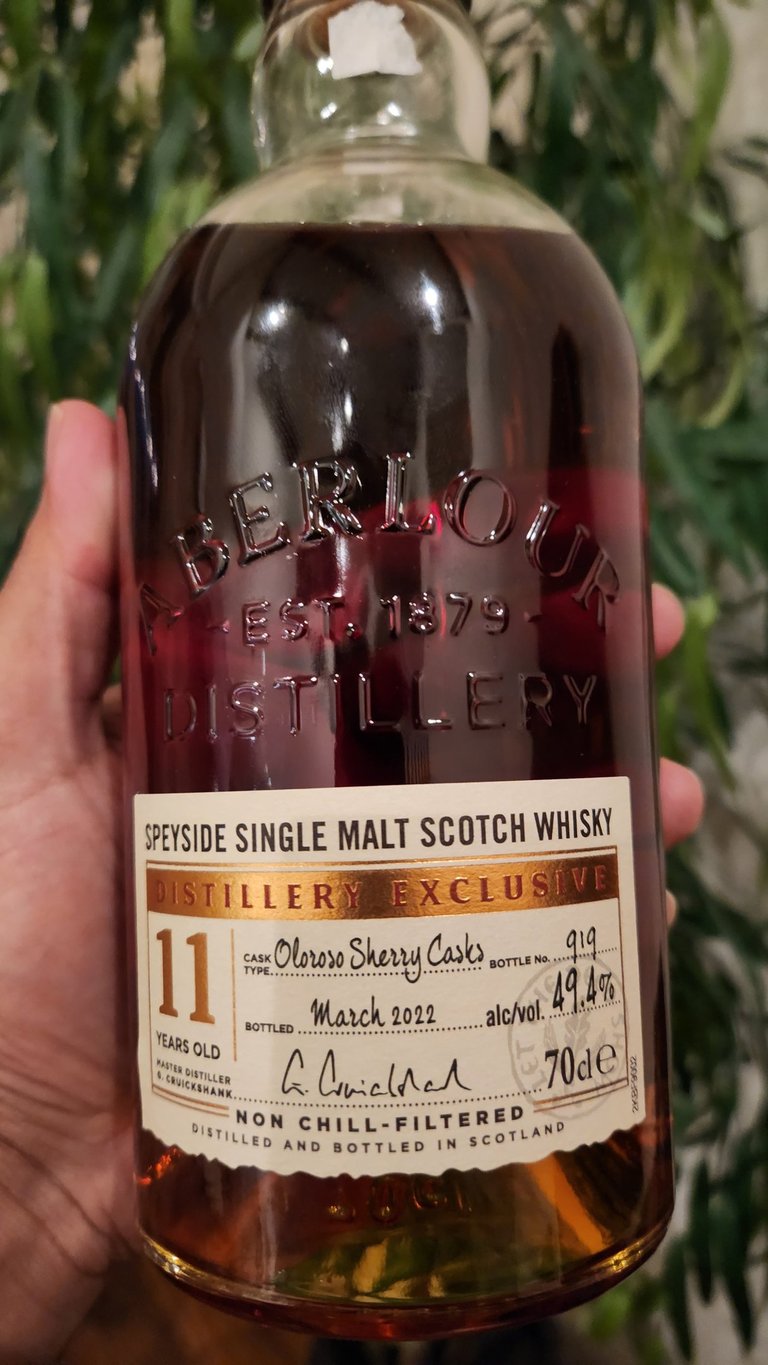 ABERLOUR
-EST. 1879-
DISTILLERY
SPEYSIDE SINGLE MALT SCOTCH WHISKY
DISTILLERY EXCLUSIVE
11
YEARS OLD
CASK TYPE Oloroso Sherry Casks BOTTLE No. 919
BOTTLED March 2022 alc/vol. 49.4%
MASTER DISTILLER
G. CRUICKSHANK G. Cruickshank 70cl e
NON CHILL-FILTERED
DISTILLED AND BOTTLED IN SCOTLAND